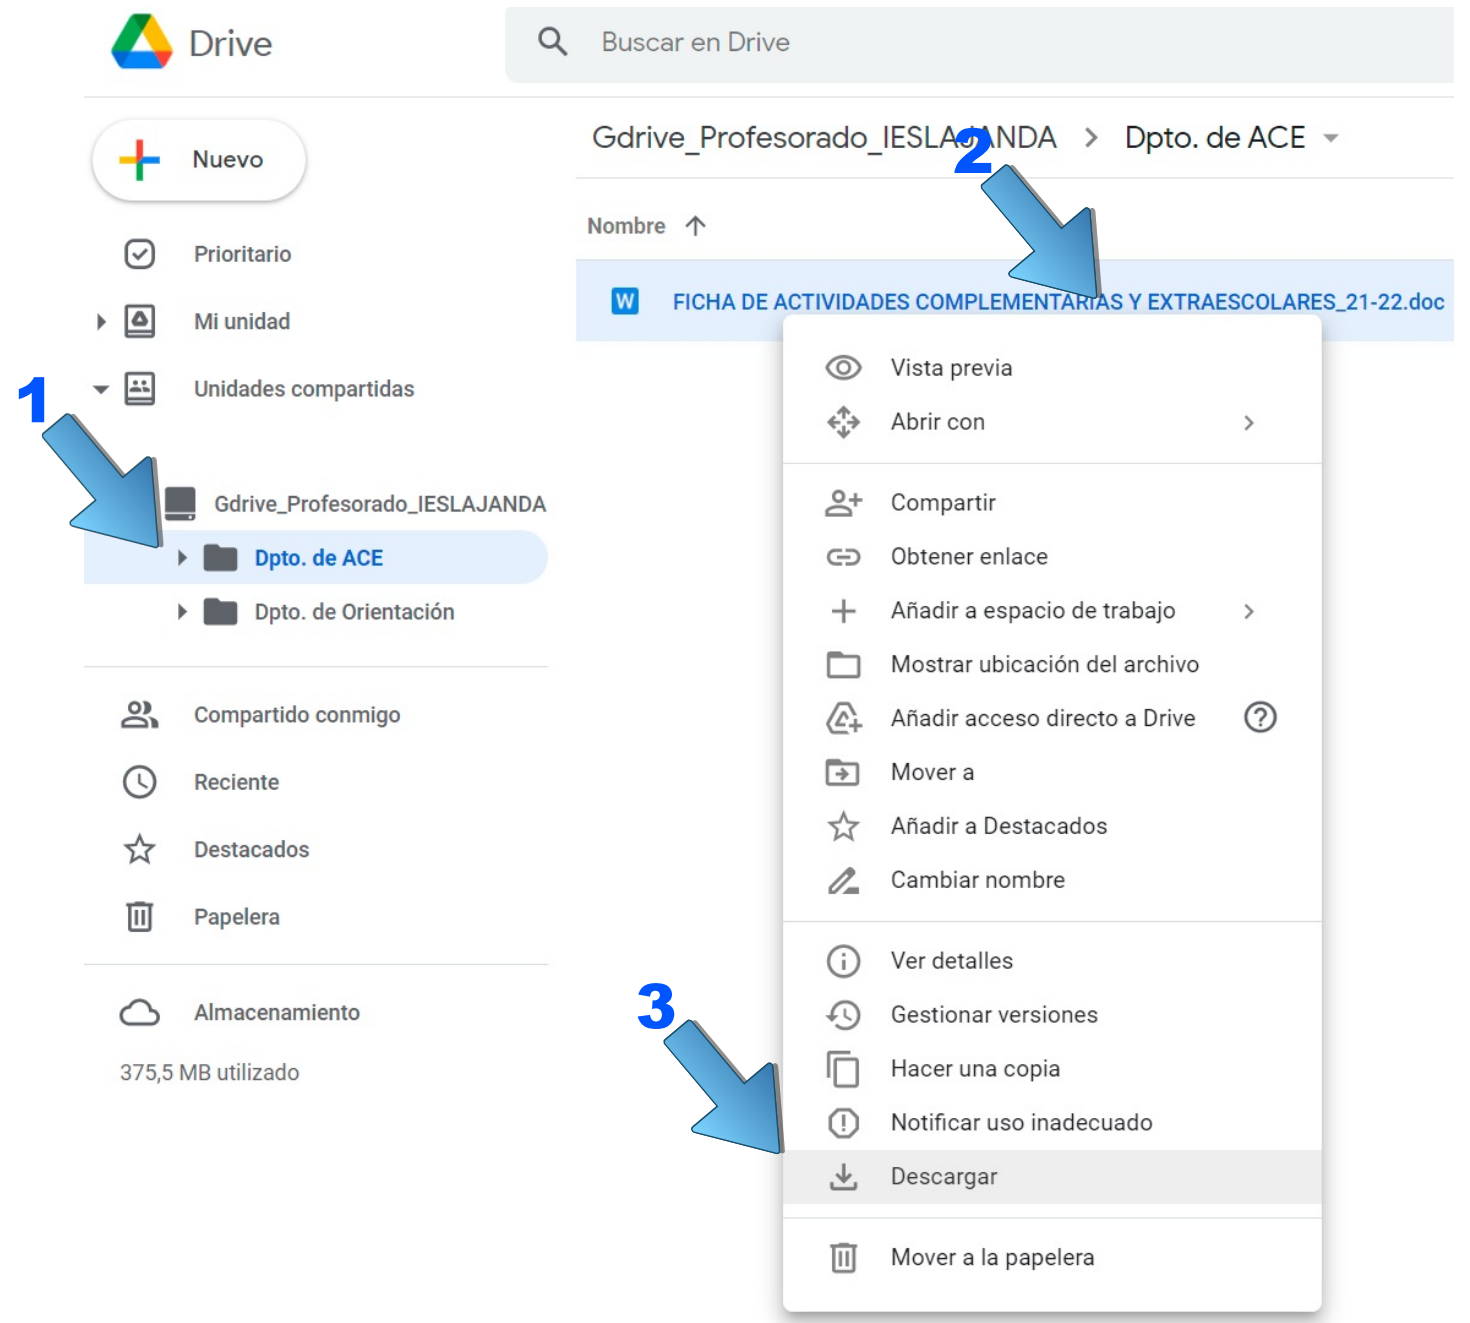 Drive
Buscar en Drive
Nuevo
Gdrive_Profesorado_IESLAJANDA > Dpto. de ACE
2
Nombre
Prioritario
W FICHA DE ACTIVIDADES COMPLEMENTARIAS Y EXTRAESCOLARES_21-22.doc
Mi unidad
Unidades compartidas
1
Gdrive_Profesorado_IESLAJANDA
Dpto. de ACE
Dpto. de Orientación
Compartido conmigo
Reciente
Destacados
Papelera
Almacenamiento
375,5 MB utilizado
Vista previa
Abrir con
Compartir
Obtener enlace
Añadir a espacio de trabajo
Mostrar ubicación del archivo
Añadir acceso directo a Drive
Mover a
Añadir a Destacados
Cambiar nombre
Ver detalles
3
Gestionar versiones
Hacer una copia
Notificar uso inadecuado
Descargar
Mover a la papelera